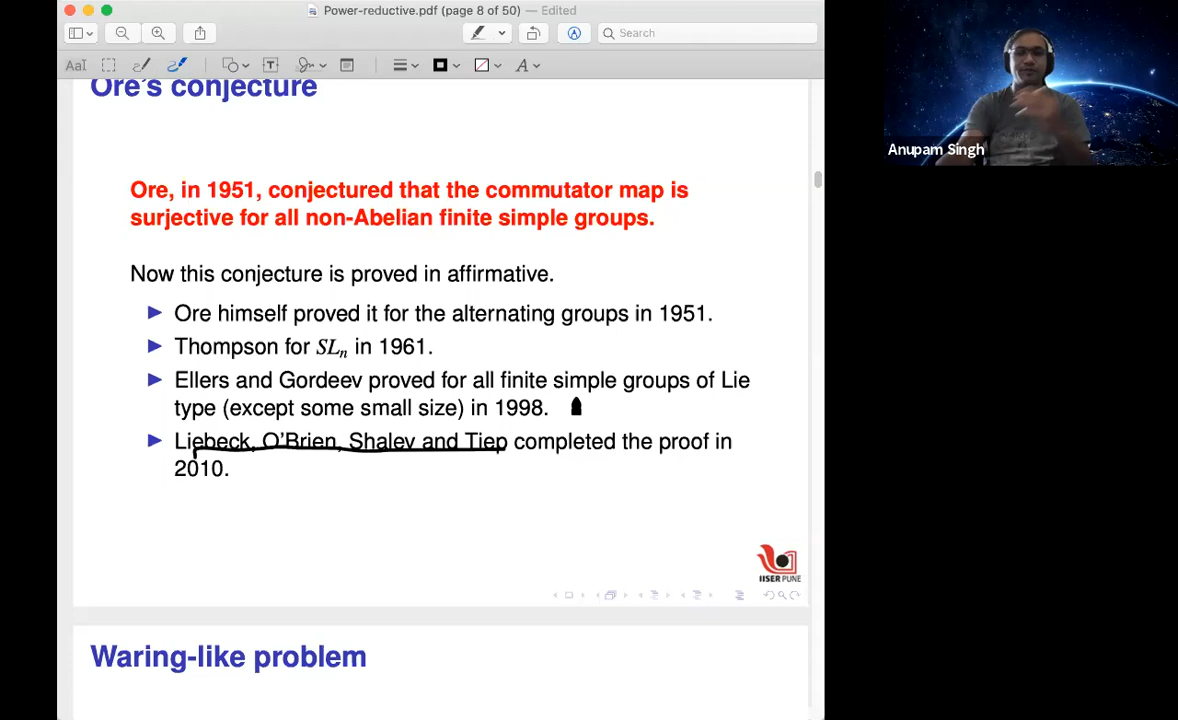 Power-reductive.pdf (page 8 of 50) — Edited
Search
AaI
T
A
Ore's conjecture
Ore, in 1951, conjectured that the commutator map is
surjective for all non-Abelian finite simple groups.
Now this conjecture is proved in affirmative.
Ore himself proved it for the alternating groups in 1951.
Thompson for SLn in 1961.
Ellers and Gordeev proved for all finite simple groups of Lie
type (except some small size) in 1998.
Liebeck, O'Brien, Shalev and Tiep completed the proof in
2010.
IISER PUNE
Waring-like problem
Anupam Singh